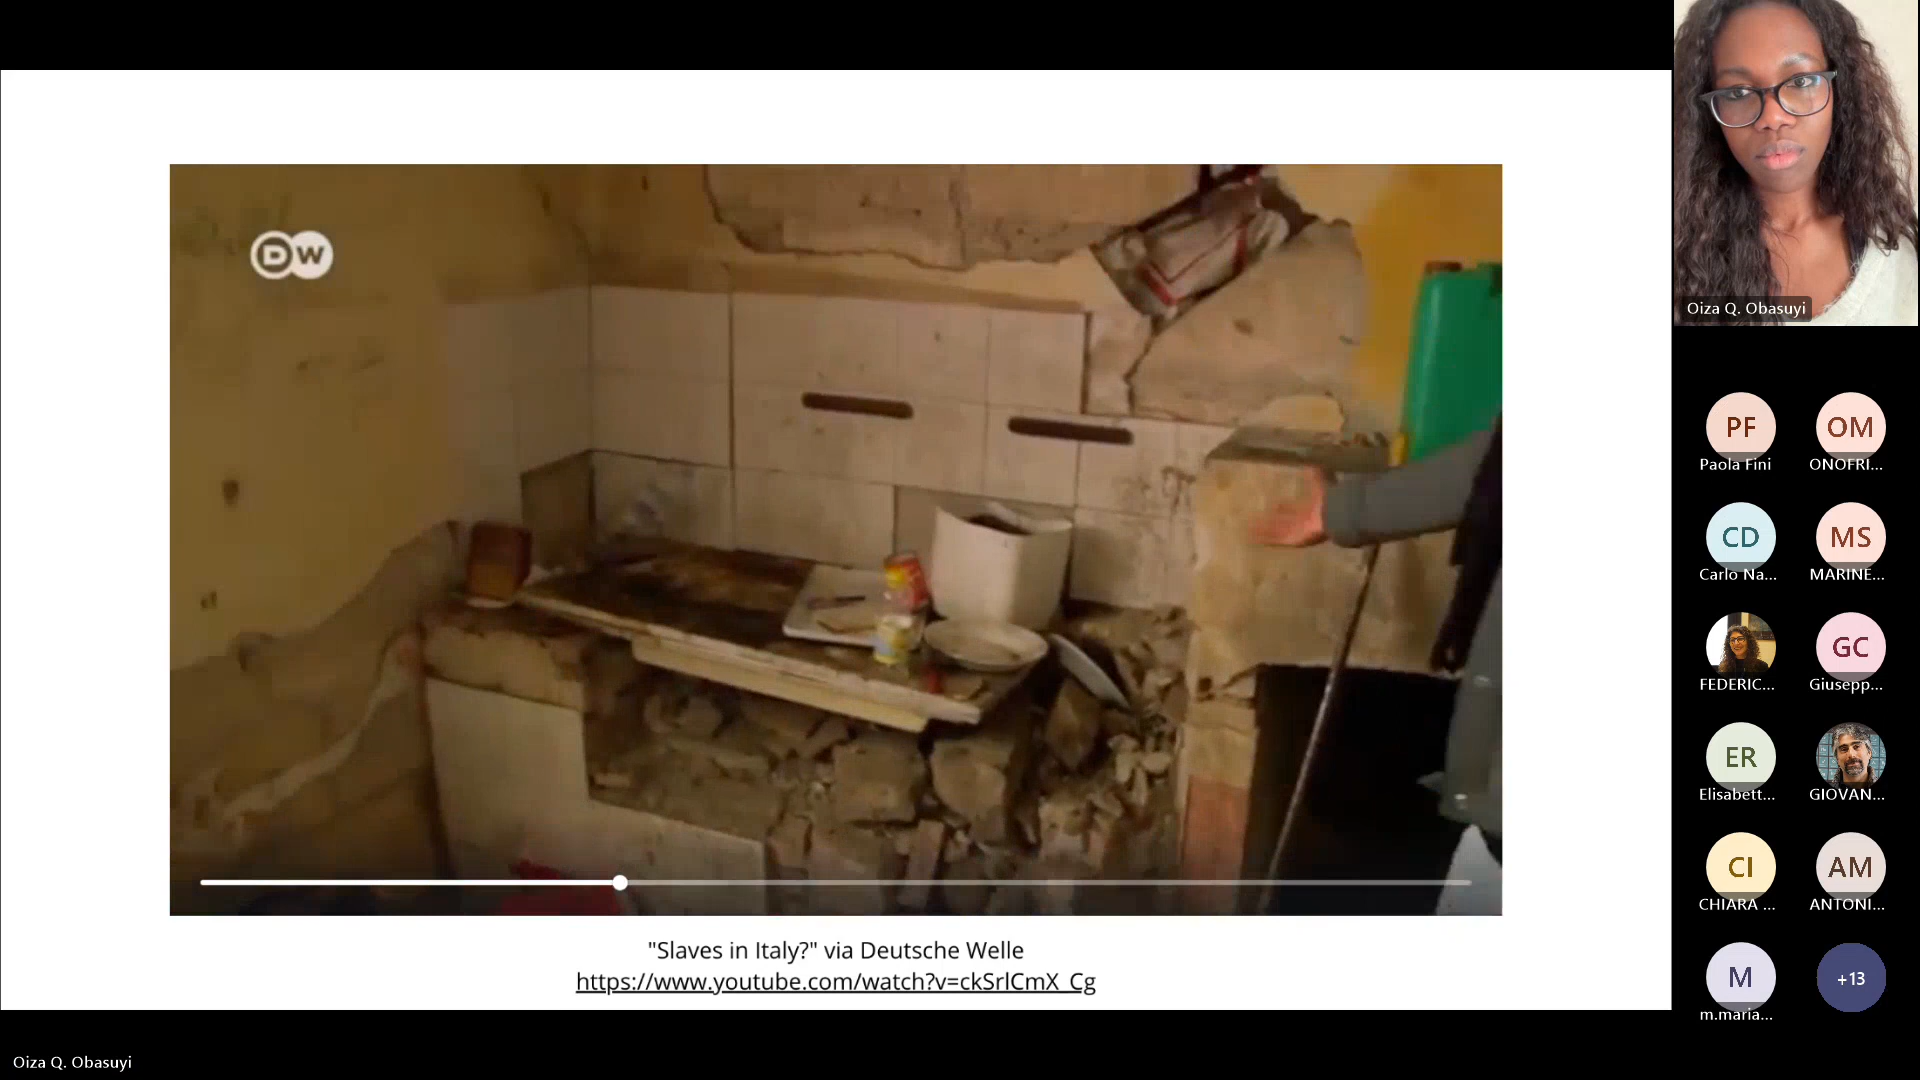 DW
"Slaves in Italy?" via Deutsche Welle
https://www.youtube.com/watch?v=ckSrlCmX_Cg
Oiza Q. Obasuyi
Oiza Q. Obasuyi
PF
Paola Fini
OM
ONOFRI...
CD
Carlo Na...
MS
MARINE...
FEDERIC...
GC
Giusepp...
ER
Elisabett...
GIOVAN...
CI
CHIARA ...
AM
ANTONI...
M
m.maria...
+13